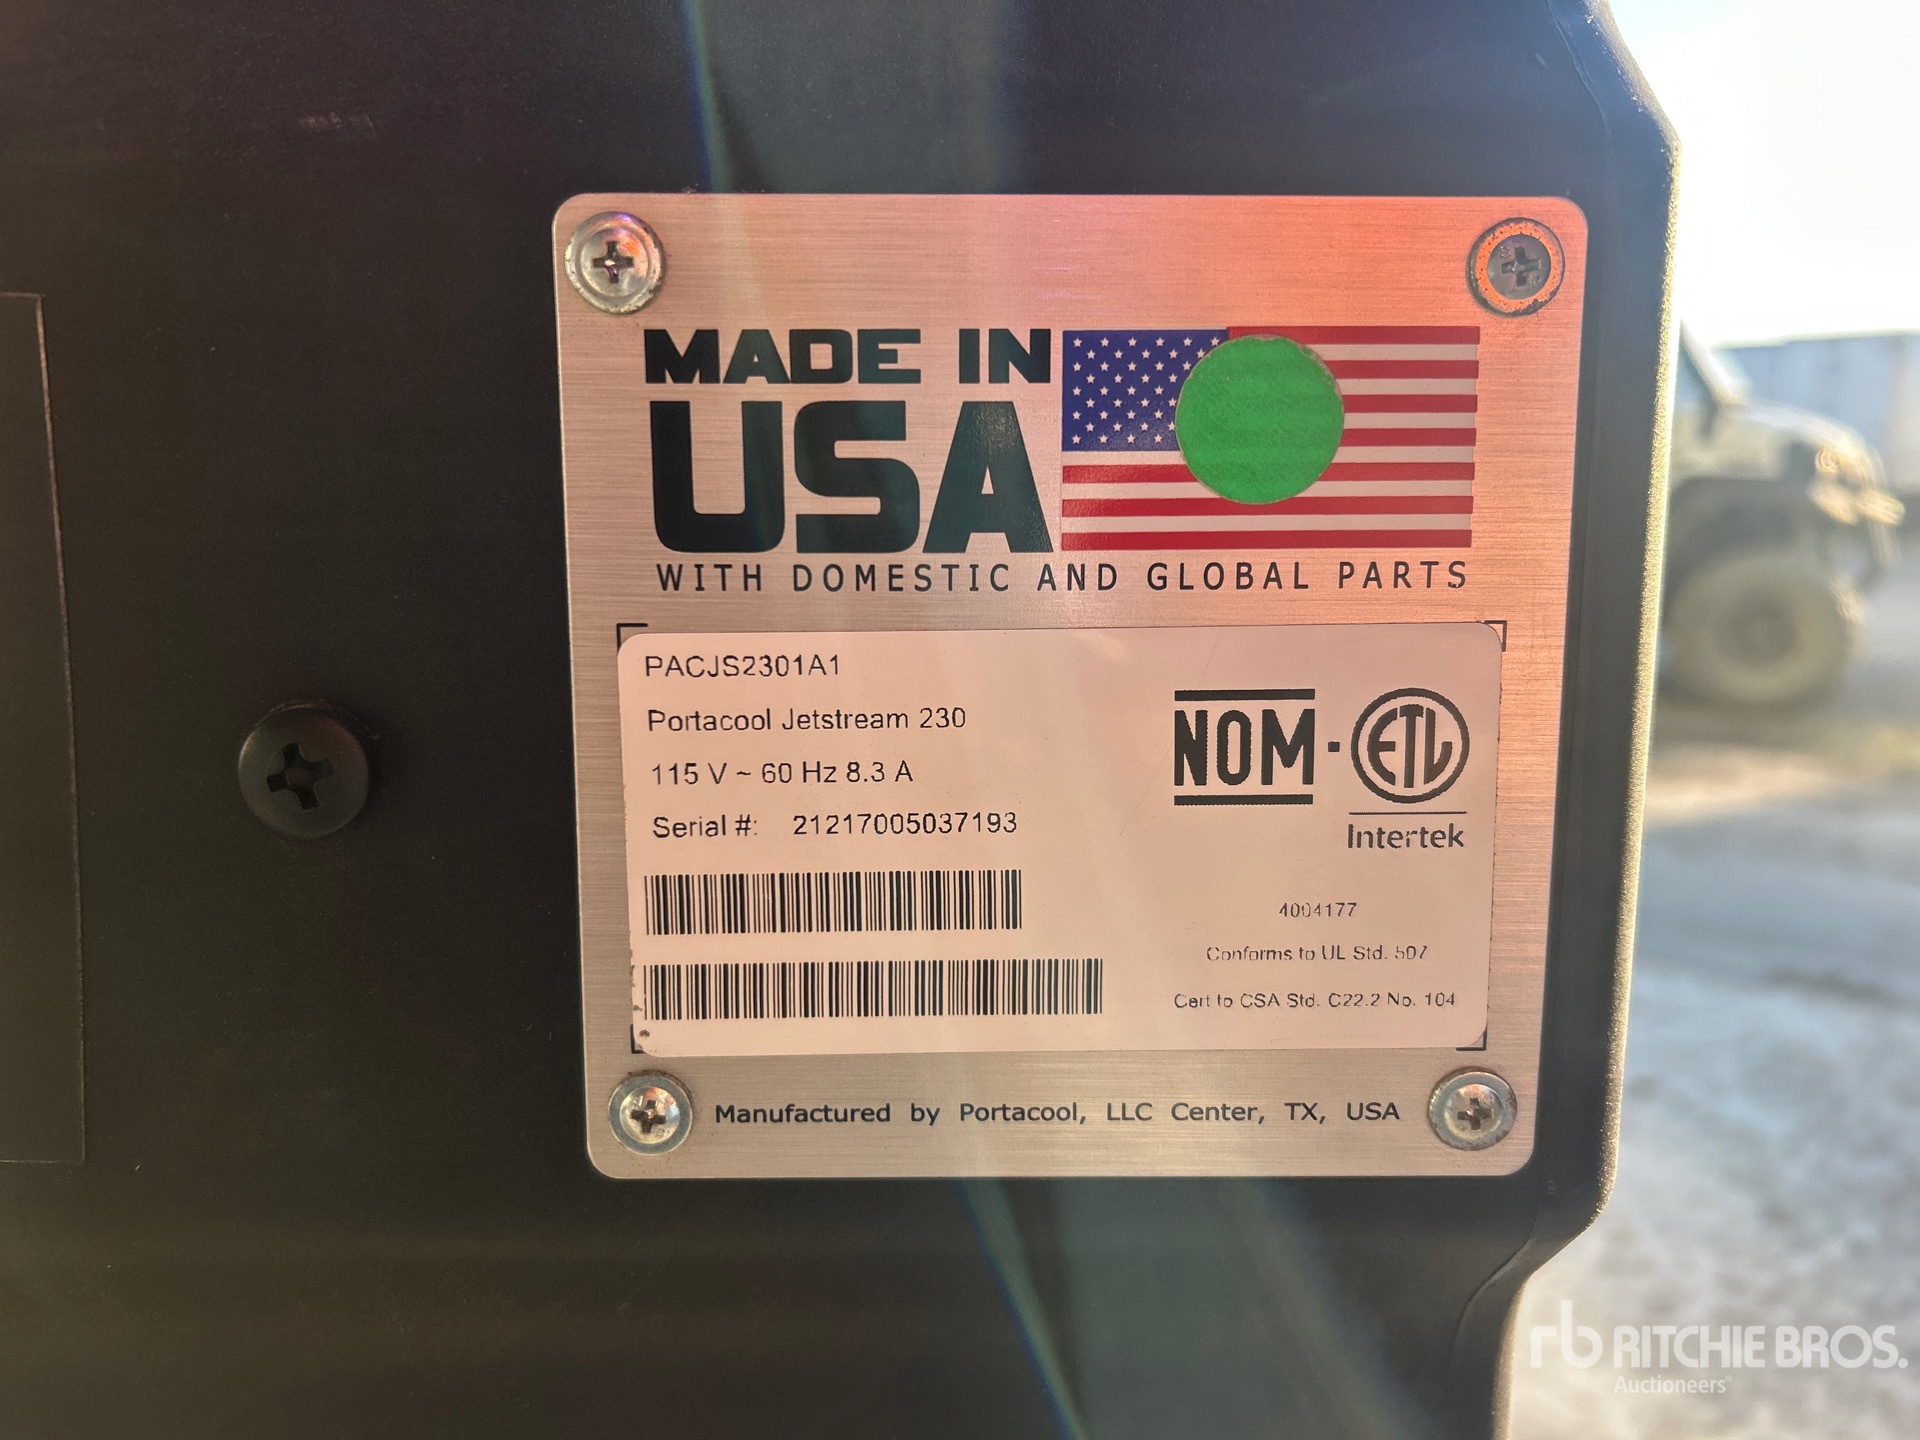 MADE IN
USA
WITH DOMESTIC AND GLOBAL PARTS
PACJS2301A1
Portacool Jetstream 230
115 V ~ 60 Hz 8.3 A
Serial #: 21217005037193
NOM - ETL
Intertek
4004177
Conforms to UL Std. 507
Cert to CSA Std. C22.2 No. 104
Manufactured by Portacool, LLC Center, TX, USA
rb RITCHIE BROS.
Auctioneers